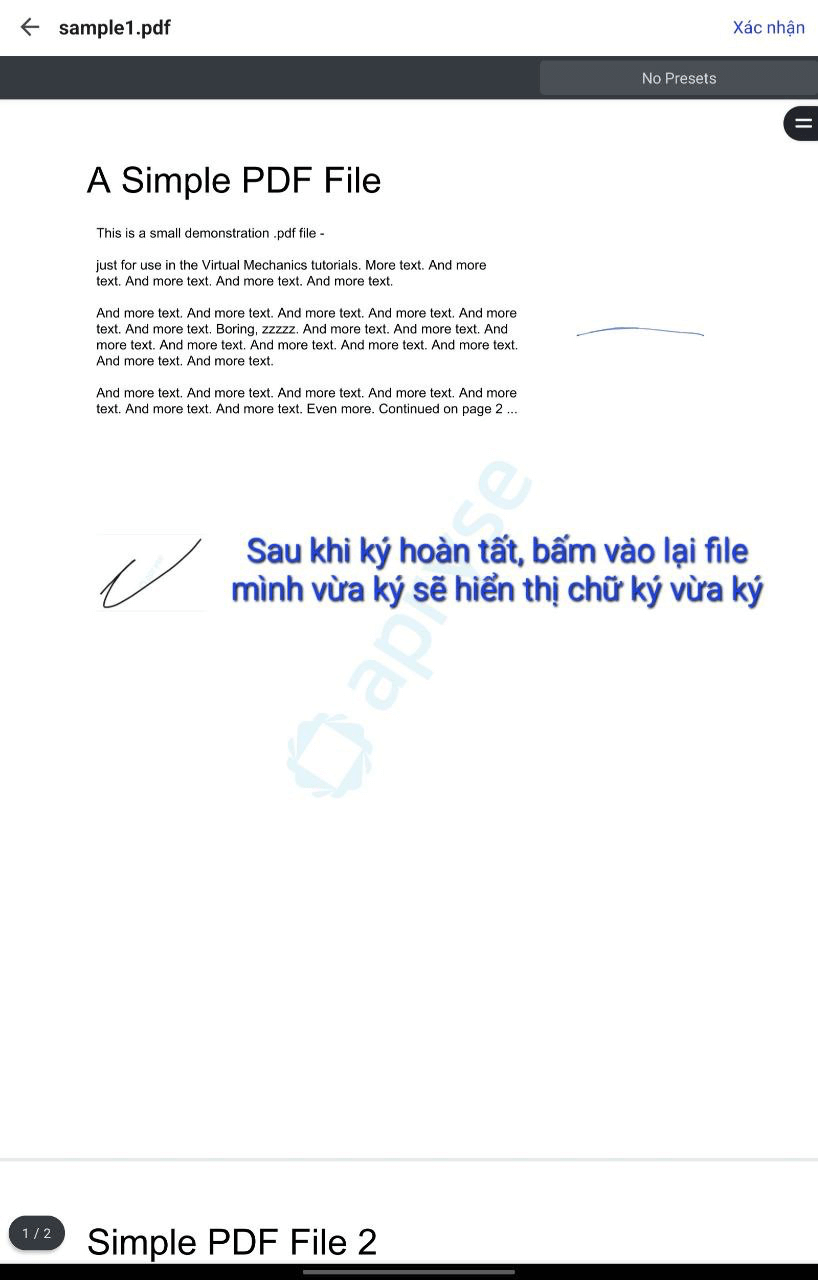 sample1.pdf
Xác nhận
No Presets
A Simple PDF File
This is a small demonstration .pdf file -
just for use in the Virtual Mechanics tutorials. More text. And more
text. And more text. And more text. And more text.
And more text. And more text. And more text. And more text. And more
text. And more text. Boring, zzzzz. And more text. And more text. And
more text. And more text. And more text. And more text. And more text.
And more text. And more text.
And more text. And more text. And more text. And more text. And more
text. And more text. And more text. Even more. Continued on page 2 ...
apryse
Sau khi ký hoàn tất, bấm vào lại file
mình vừa ký sẽ hiển thị chữ ký vừa ký
1 / 2
Simple PDF File 2